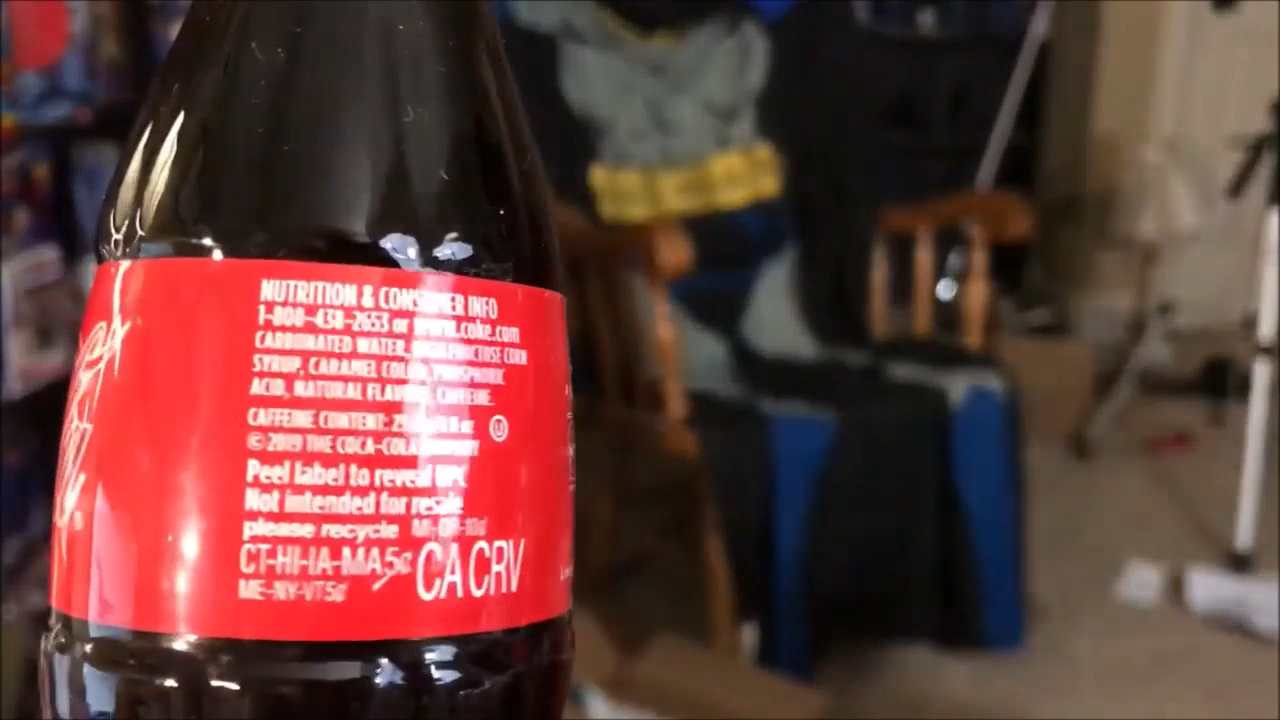 NUTRITION & CONSUMER INFO
1-800-438-2653 or www.coke.com
CARBONATED WATER, HIGH FRUCTOSE CORN
SYRUP, CARAMEL COLOR, PHOSPHORIC
ACID, NATURAL FLAVORS, CAFFEINE.
CAFFEINE CONTENT:
© 2019 THE COCA-COLA COMPANY
Peel label to reveal UPC
Not intended for resale
please recycle MI-OR-10¢
CT-HI-IA-MA5¢ CA CRV
ME-NY-VT5¢